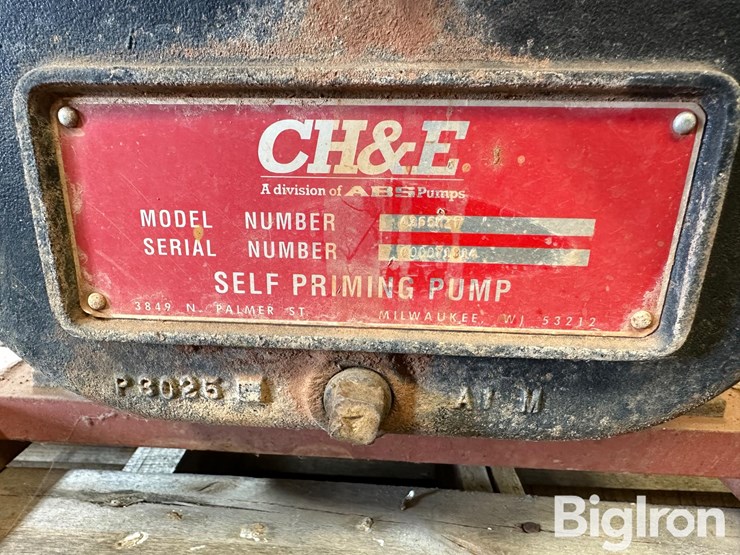 CH&E
A division of ABS Pumps
MODEL NUMBER
SERIAL NUMBER
SELF PRIMING PUMP
3849 N. PALMER ST. MILWAUKEE, WI 53212
P3025
BigIron